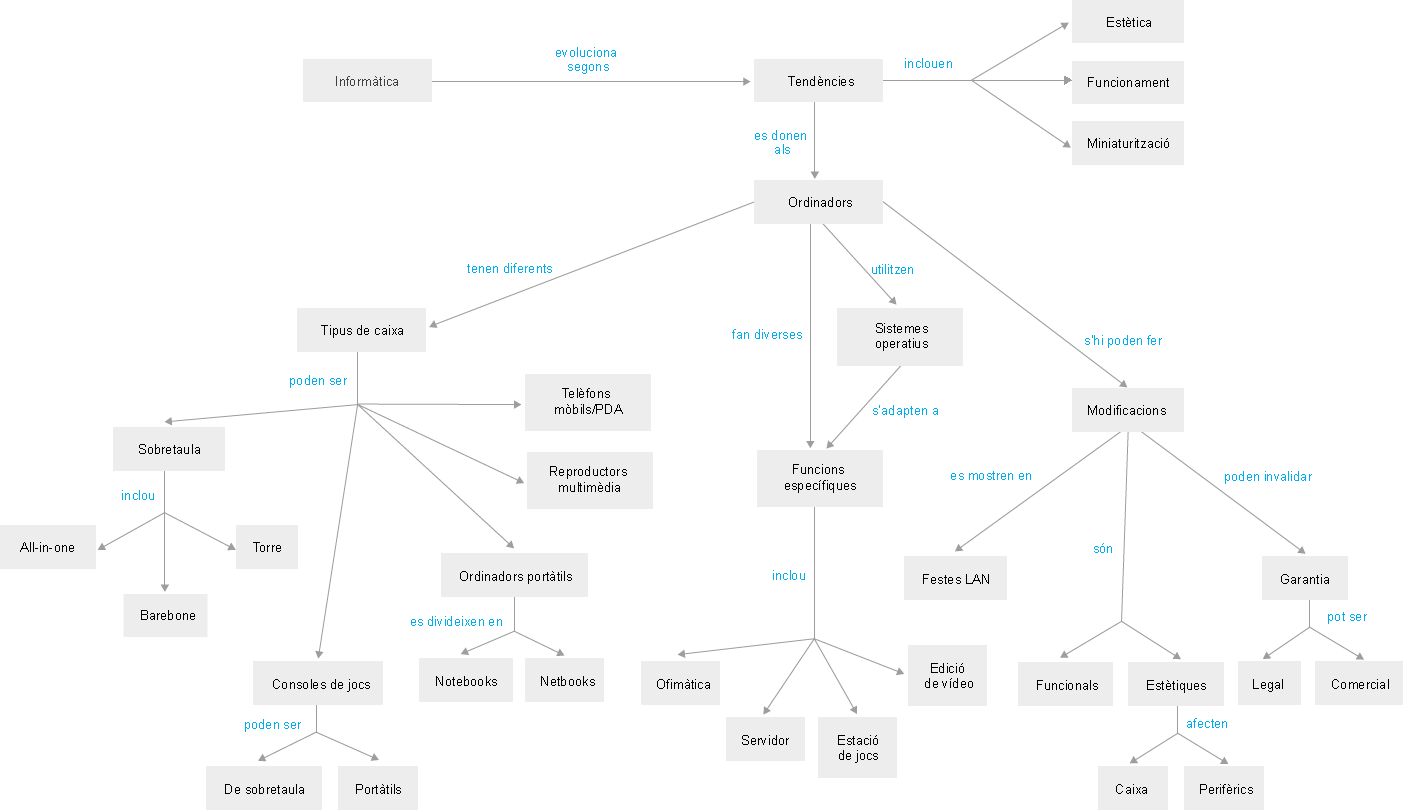 Estètica
evoluciona
segons
inclouen
Informàtica
Tendències
Funcionament
es donen
als
Miniaturització
Ordinadors
tenen diferents
utilitzen
Tipus de caixa
fan diverses
Sistemes
operatius
s'hi poden fer
poden ser
Telèfons
mòbils/PDA
s'adapten a
Modificacions
Sobretaula
Reproductors
multimèdia
Funcions
específiques
es mostren en
poden invalidar
inclou
All-in-one
Torre
són
Ordinadors portàtils
inclou
Festes LAN
Garantia
Barebone
es divideixen en
pot ser
Consoles de jocs
Notebooks
Netbooks
Ofimàtica
Edició
de vídeo
Funcionals
Estètiques
Legal
Comercial
poden ser
Servidor
Estació
de jocs
afecten
De sobretaula
Portàtils
Caixa
Perifèrics